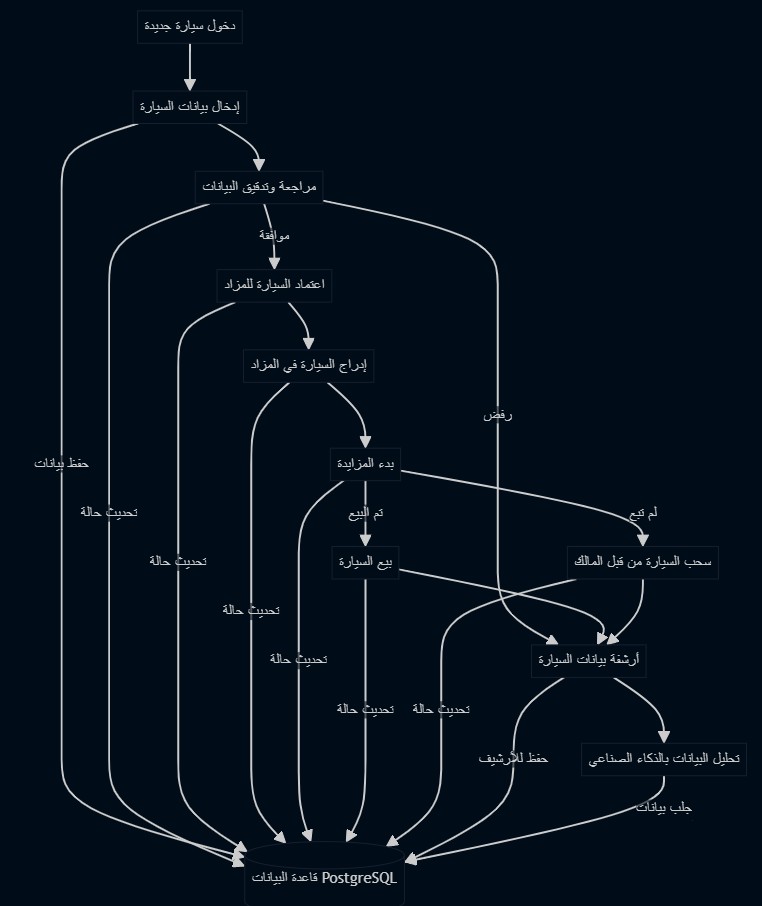 دخول سيارة جديدة
إدخال بيانات السيارة
مراجعة وتدقيق البيانات
موافقة
اعتماد السيارة للمزاد
إدراج السيارة في المزاد
رفض
بدء المزايدة
حفظ بيانات
تحديث حالة
تم البيع
لم تبع
تحديث حالة
بيع السيارة
سحب السيارة من قبل المالك
تحديث حالة
تحديث حالة
أرشفة بيانات السيارة
تحديث حالة
تحديث حالة
حفظ للأرشيف
تحليل البيانات بالذكاء الصناعي
جلب بيانات
قاعدة البيانات PostgreSQL